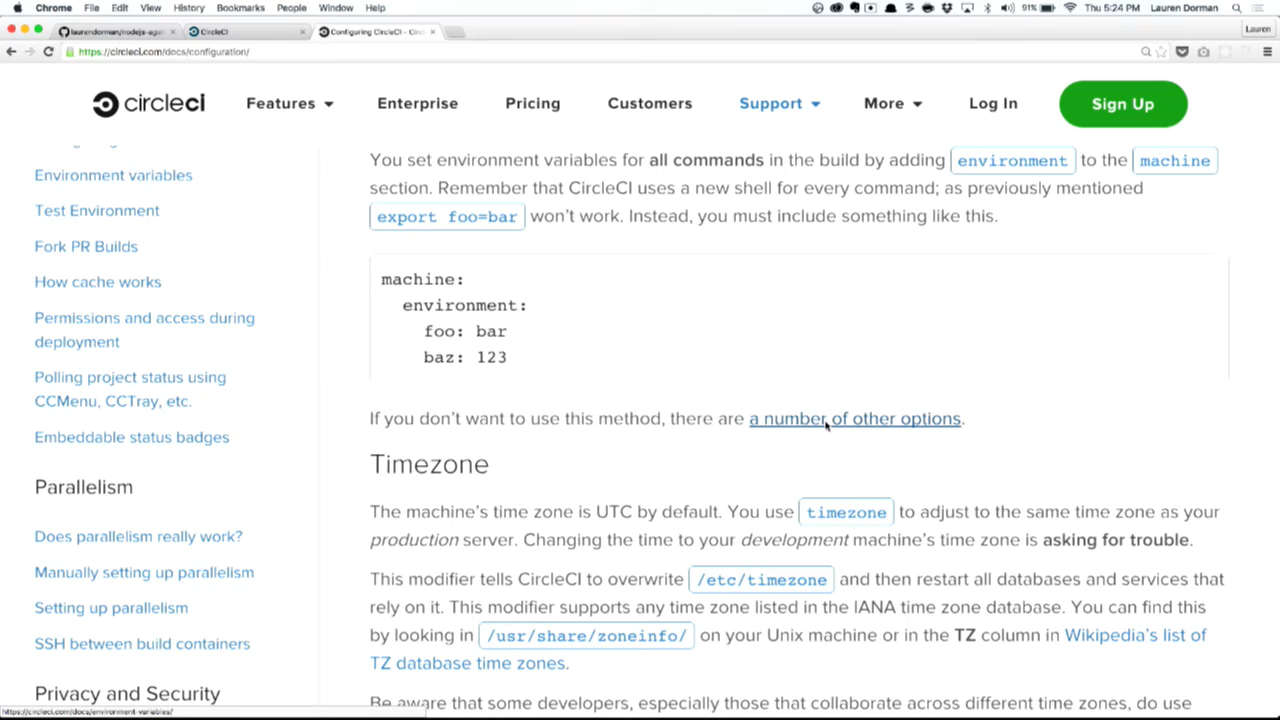 Chrome File Edit View History Bookmarks People Window Help
91% Thu 5:24 PM Lauren Dorman
CircleCI
Configuring CircleCI - Circ
Lauren
https://circleci.com/docs/configuration/
circleci Features Enterprise Pricing Customers Support More Log In Sign Up
Environment variables
Test Environment
Fork PR Builds
How cache works
Permissions and access during
deployment
Polling project status using
CCMenu, CCTray, etc.
Embeddable status badges
Parallelism
Does parallelism really work?
Manually setting up parallelism
Setting up parallelism
SSH between build containers
Privacy and Security
You set environment variables for all commands in the build by adding environment to the machine
section. Remember that CircleCI uses a new shell for every command; as previously mentioned
export foo=bar won't work. Instead, you must include something like this.
machine:
environment:
foo: bar
baz: 123
If you don't want to use this method, there are a number of other options.
Timezone
The machine's time zone is UTC by default. You use timezone to adjust to the same time zone as your
production server. Changing the time to your development machine's time zone is asking for trouble.
This modifier tells CircleCI to overwrite /etc/timezone and then restart all databases and services that
rely on it. This modifier supports any time zone listed in the IANA time zone database. You can find this
by looking in /usr/share/zoneinfo/ on your Unix machine or in the TZ column in Wikipedia's list of
TZ database time zones.
Be aware that some developers, especially those that collaborate across different time zones, do use
https://circleci.com/docs/environment-variables/